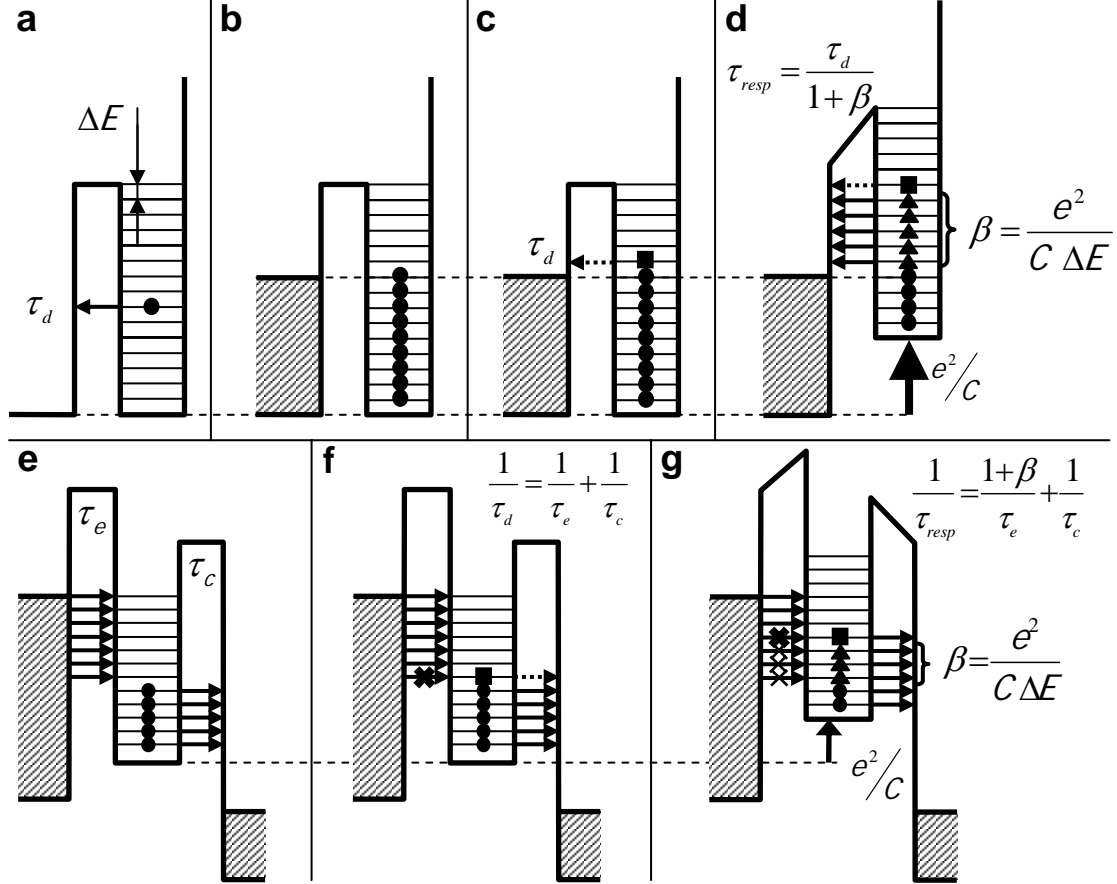 a
ΔE
τ_d
b
c
τ_d
d
τ_resp = τ_d / (1 + β)
β = e² / (C ΔE)
e²/C
e
τ_e
τ_c
f
1/τ_d = 1/τ_e + 1/τ_c
g
1/τ_resp = (1+β)/τ_e + 1/τ_c
β = e² / (C ΔE)
e²/C